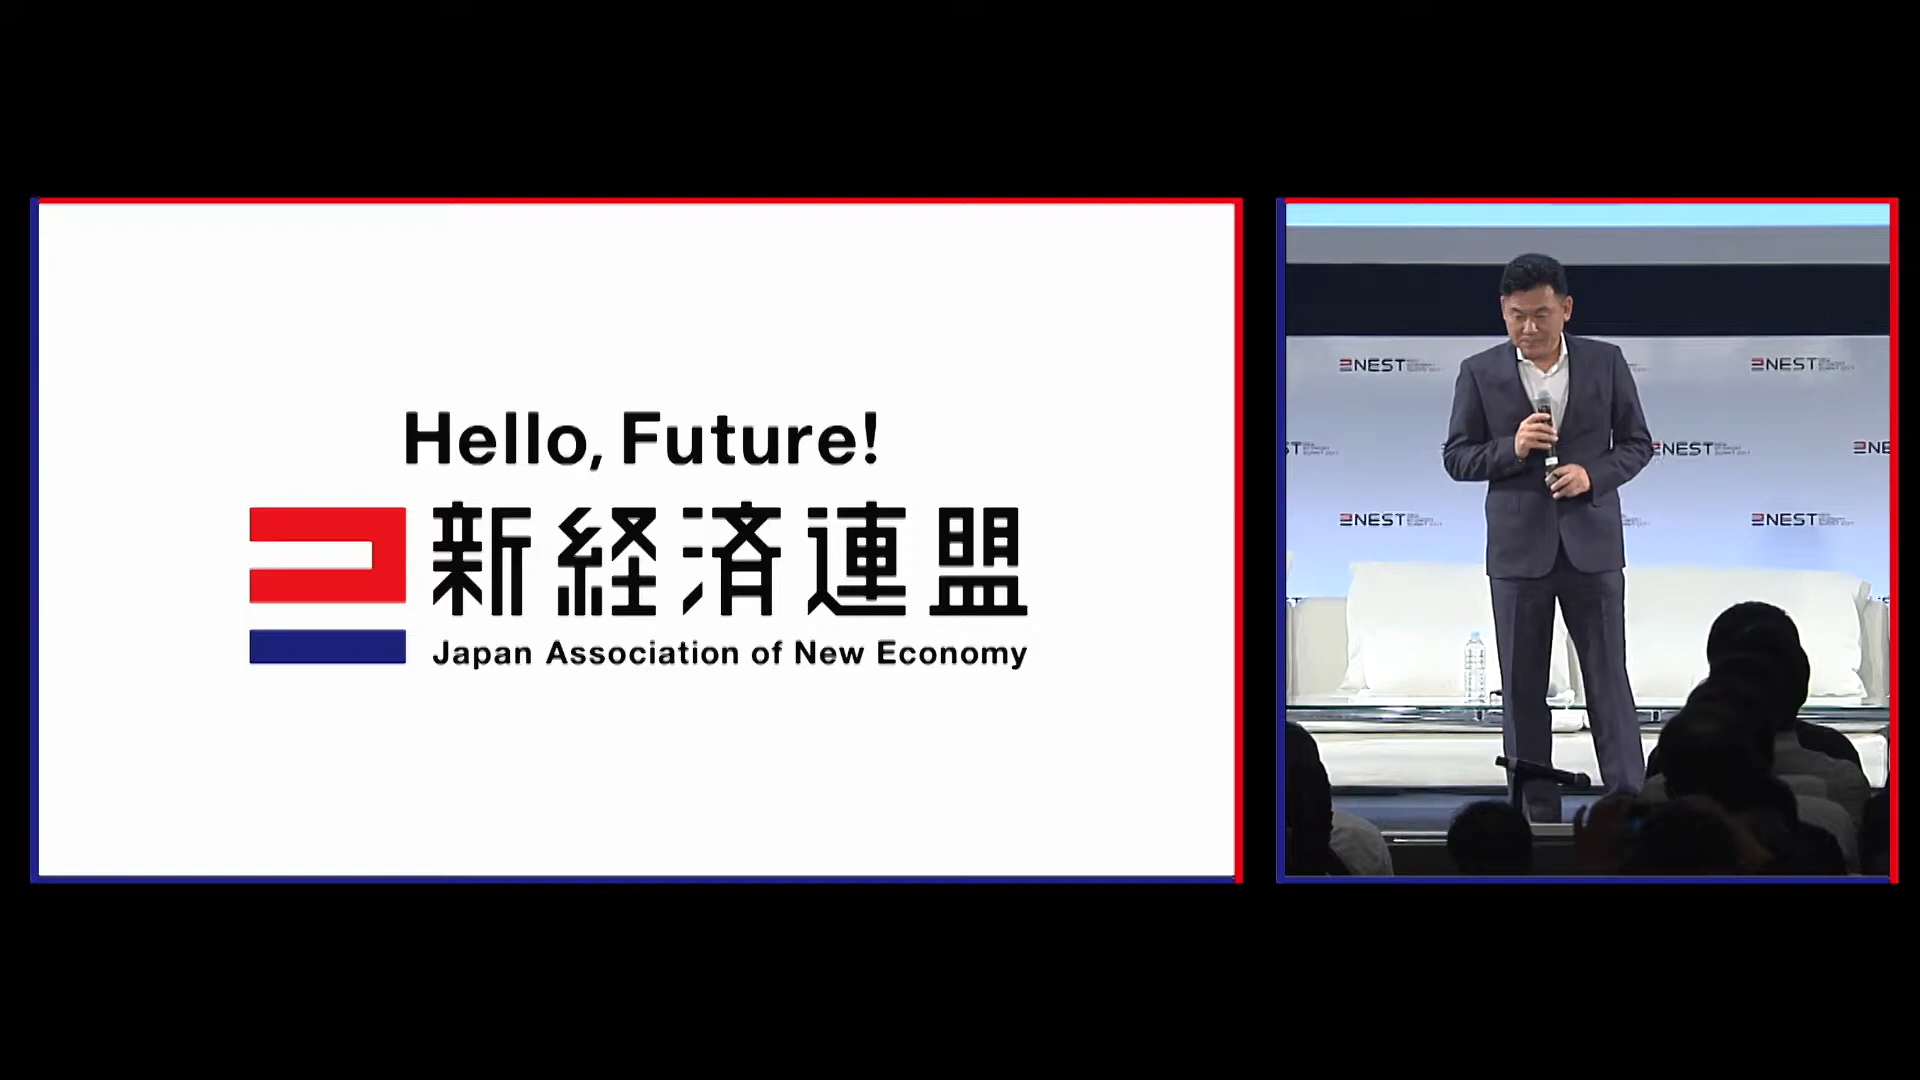 Hello, Future!
新経済連盟
Japan Association of New Economy
NEST
NEST
NEST
NEST
NEST